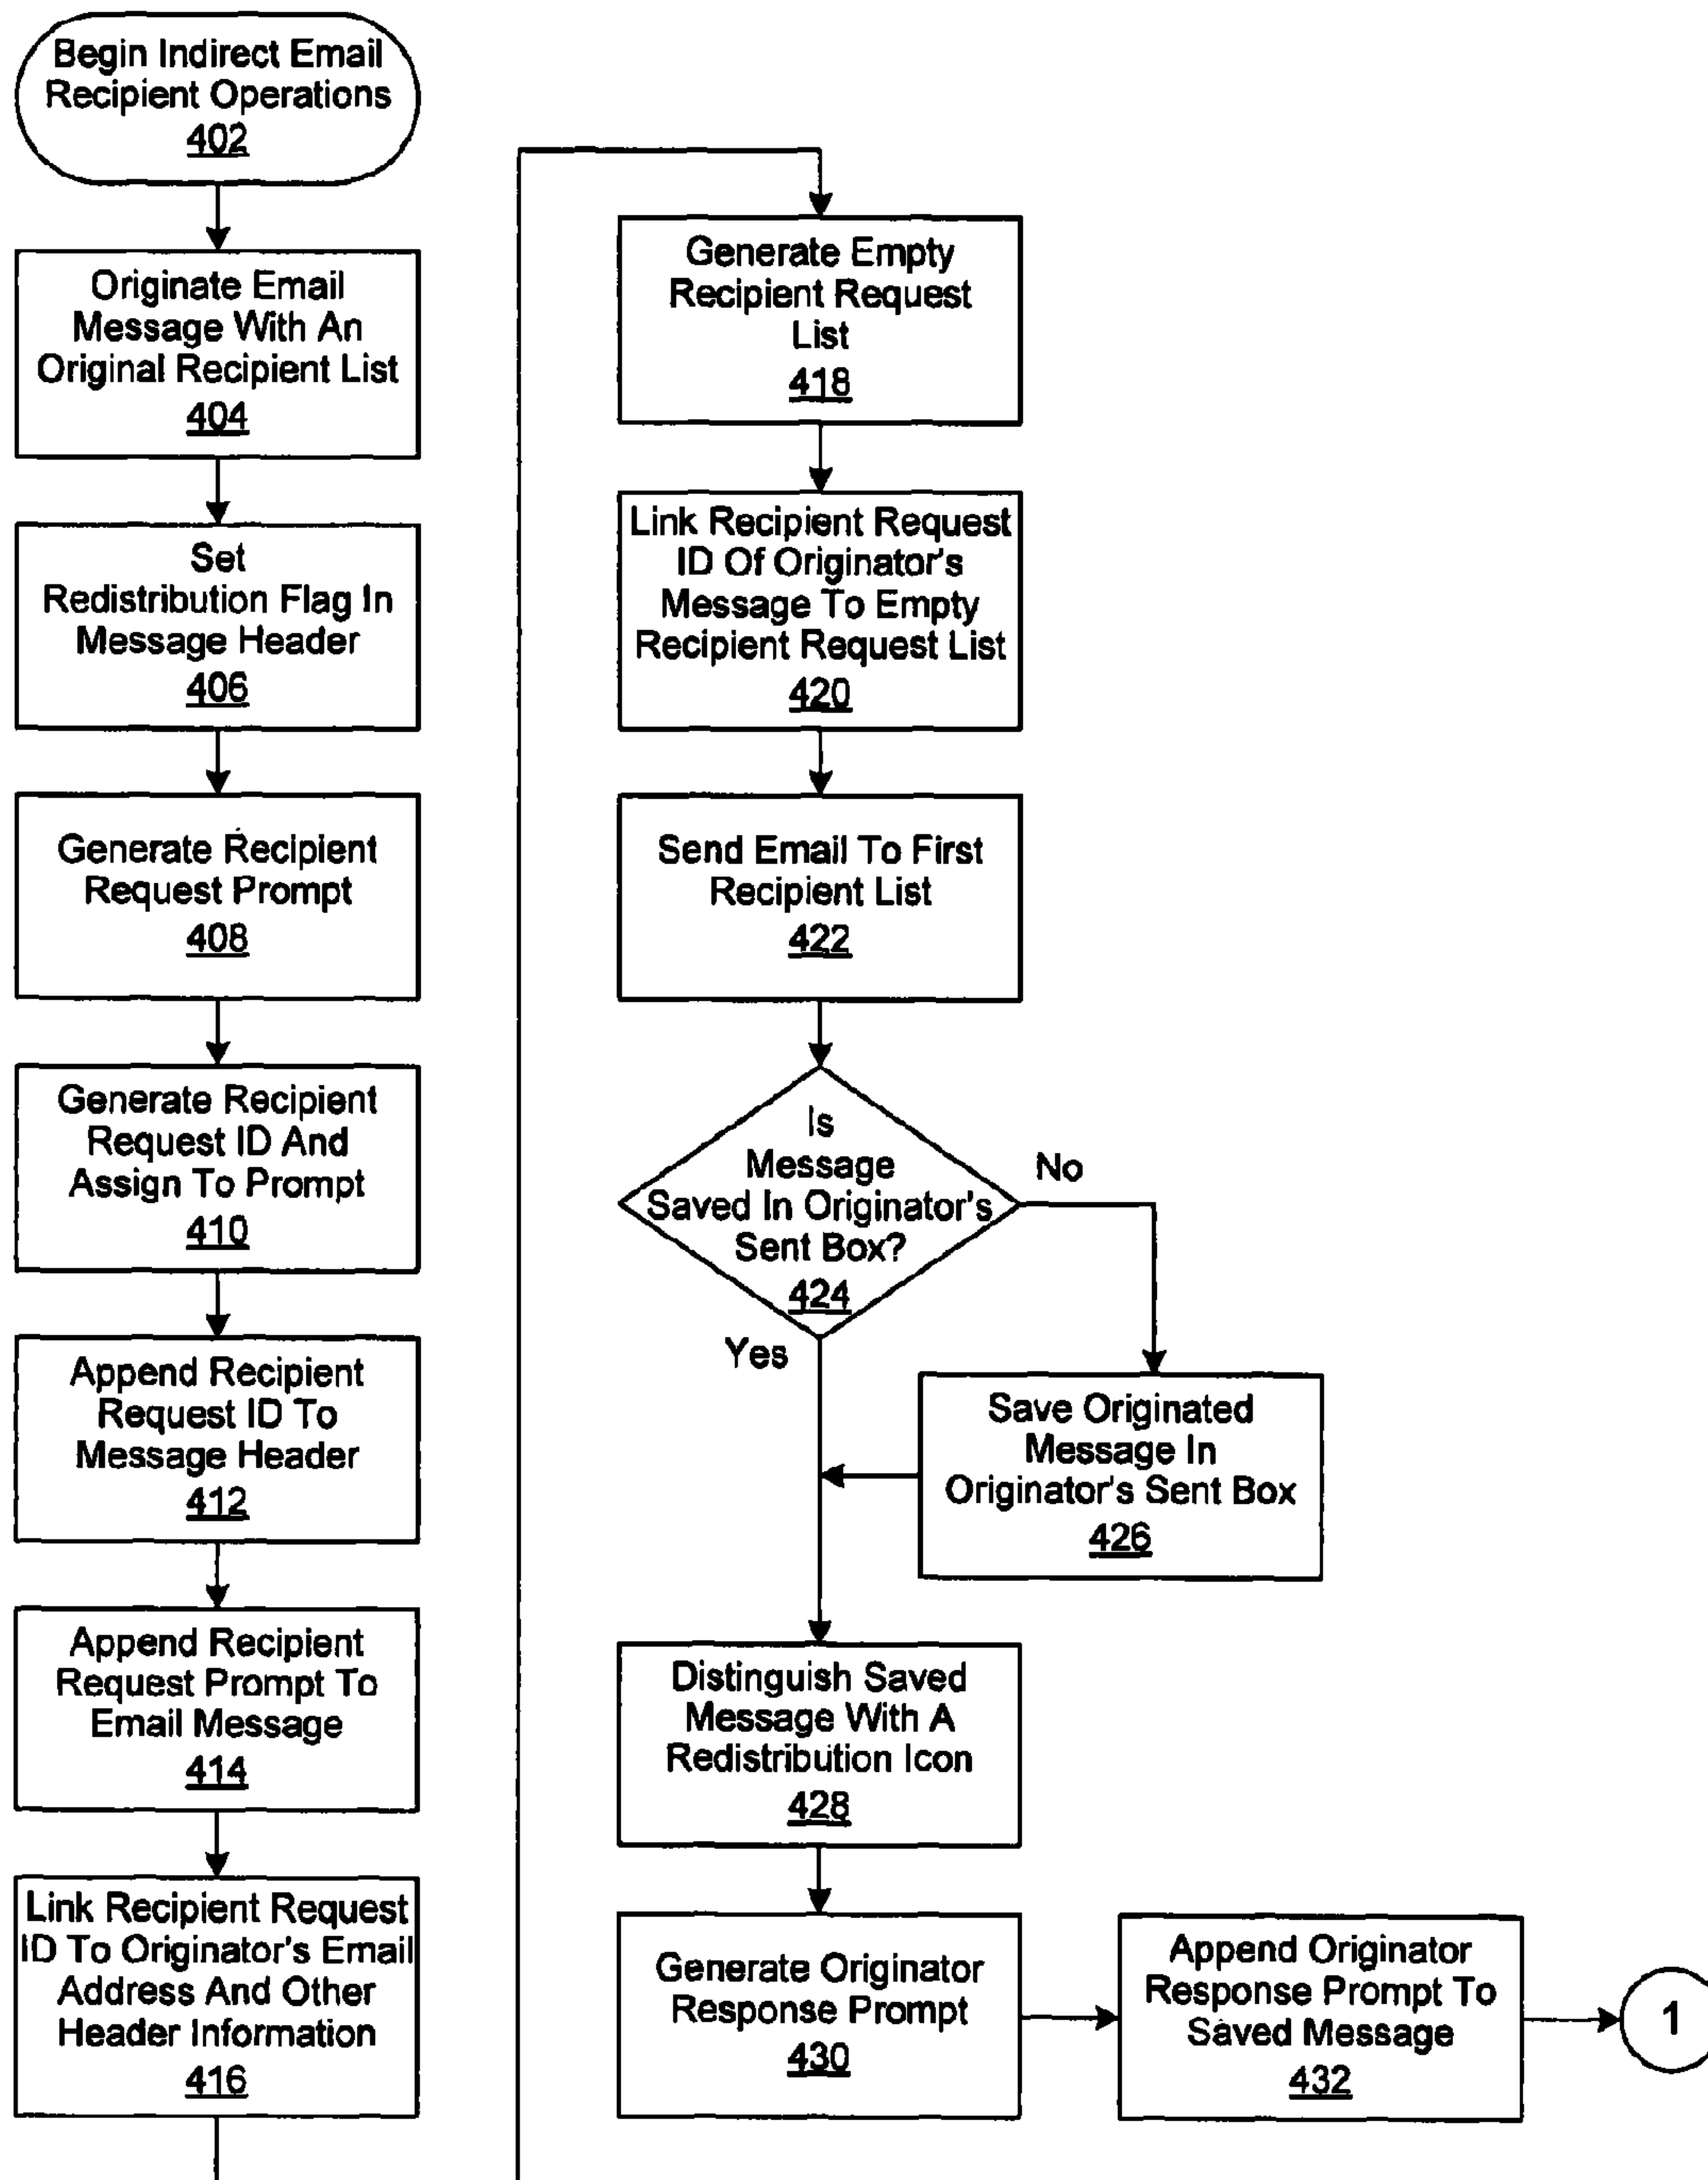 Begin Indirect Email
Recipient Operations
402
Originate Email
Message With An
Original Recipient List
404
Set
Redistribution Flag In
Message Header
406
Generate Recipient
Request Prompt
408
Generate Recipient
Request ID And
Assign To Prompt
410
Append Recipient
Request ID To
Message Header
412
Append Recipient
Request Prompt To
Email Message
414
Link Recipient Request
ID To Originator's Email
Address And Other
Header Information
416
Generate Empty
Recipient Request
List
418
Link Recipient Request
ID Of Originator's
Message To Empty
Recipient Request List
420
Send Email To First
Recipient List
422
Is
Message
Saved In Originator's
Sent Box?
424
No
Yes
Save Originated
Message In
Originator's Sent Box
426
Distinguish Saved
Message With A
Redistribution Icon
428
Generate Originator
Response Prompt
430
Append Originator
Response Prompt To
Saved Message
432
1